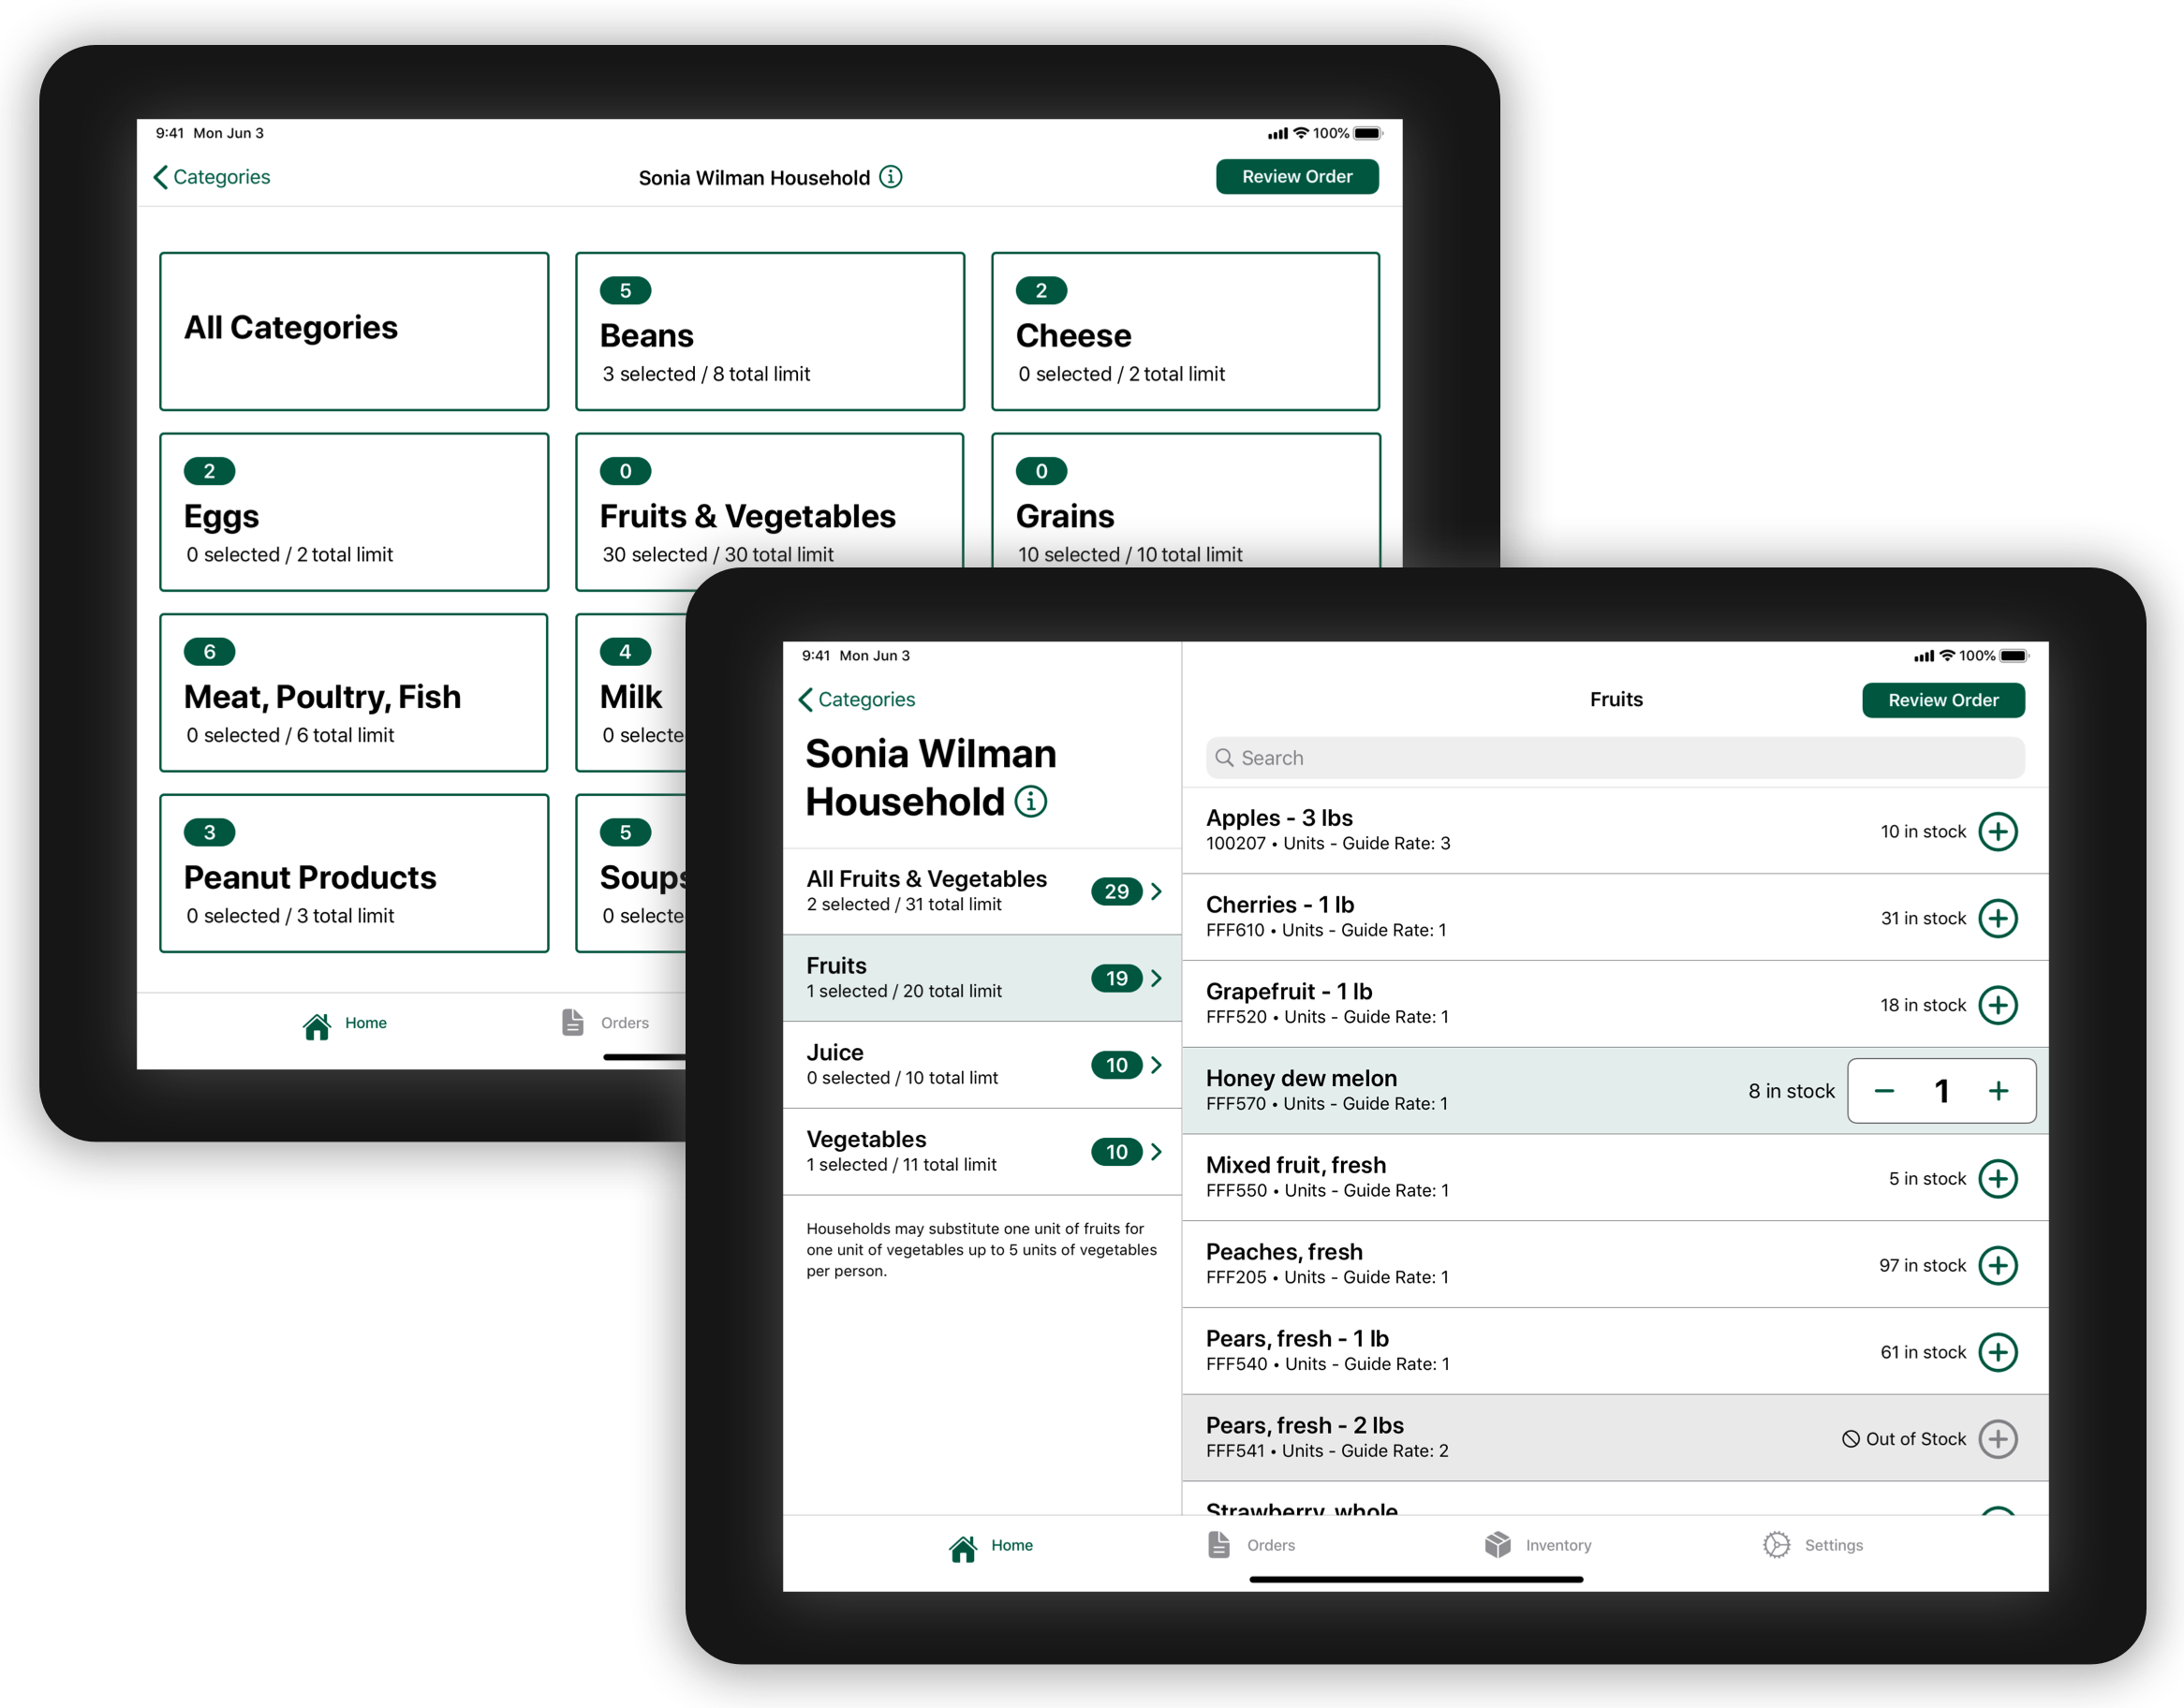 9:41 Mon Jun 3
100%
Categories
Sonia Wilman Household
Review Order
All Categories
5
Beans
3 selected / 8 total limit
2
Cheese
0 selected / 2 total limit
2
Eggs
0 selected / 2 total limit
0
Fruits & Vegetables
30 selected / 30 total limit
0
Grains
10 selected / 10 total limit
6
Meat, Poultry, Fish
0 selected / 6 total limit
4
Milk
0 selecte
3
Peanut Products
0 selected / 3 total limit
5
Soups
0 selecte
Home
Orders
9:41 Mon Jun 3
Categories
Sonia Wilman
Household
All Fruits & Vegetables
2 selected / 31 total limit
29
Fruits
1 selected / 20 total limit
19
Juice
0 selected / 10 total limt
10
Vegetables
1 selected / 11 total limit
10
Households may substitute one unit of fruits for
one unit of vegetables up to 5 units of vegetables
per person.
100%
Fruits
Review Order
Search
Apples - 3 lbs
100207 • Units - Guide Rate: 3
10 in stock
Cherries - 1 lb
FFF610 • Units - Guide Rate: 1
31 in stock
Grapefruit - 1 lb
FFF520 • Units - Guide Rate: 1
18 in stock
Honey dew melon
FFF570 • Units - Guide Rate: 1
8 in stock
1
Mixed fruit, fresh
FFF550 • Units - Guide Rate: 1
5 in stock
Peaches, fresh
FFF205 • Units - Guide Rate: 1
97 in stock
Pears, fresh - 1 lb
FFF540 • Units - Guide Rate: 1
61 in stock
Pears, fresh - 2 lbs
FFF541 • Units - Guide Rate: 2
Out of Stock
Strawberry, whole
Home
Orders
Inventory
Settings